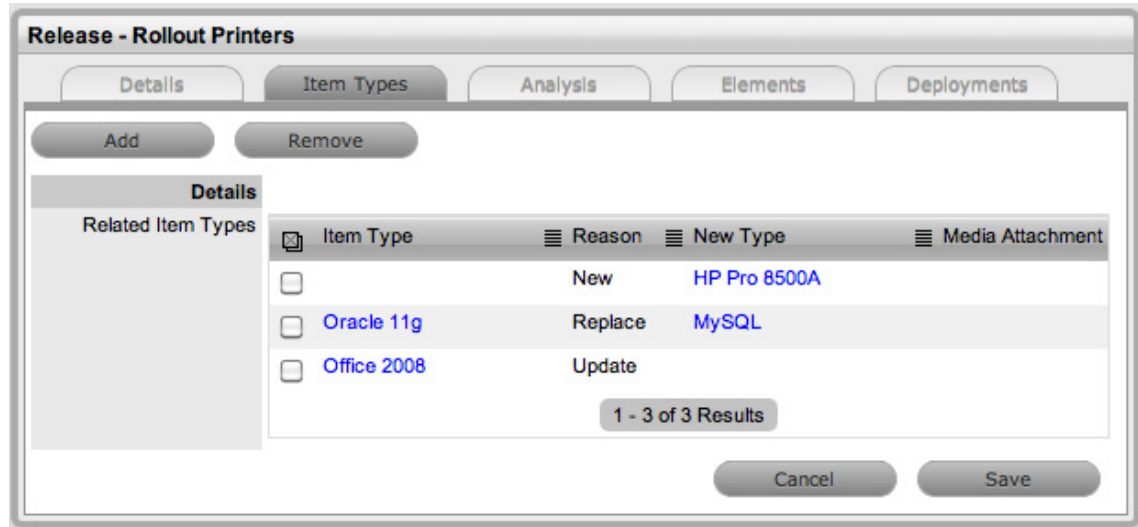 Release - Rollout Printers
Details Item Types Analysis Elements Deployments
Add Remove
Details
Related Item Types
Item Type Reason New Type Media Attachment
New HP Pro 8500A
Oracle 11g Replace MySQL
Office 2008 Update
1 - 3 of 3 Results
Cancel Save